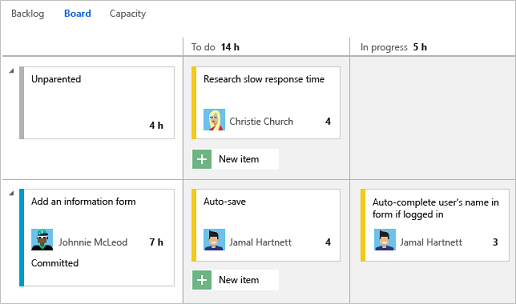 Backlog Board Capacity
To do 14 h In progress 5 h
Unparented
4 h
Research slow response time
Christie Church 4
New item
Add an information form
Johnnie McLeod 7 h
Committed
Auto-save
Jamal Hartnett 4
New item
Auto-complete user's name in
form if logged in
Jamal Hartnett 3